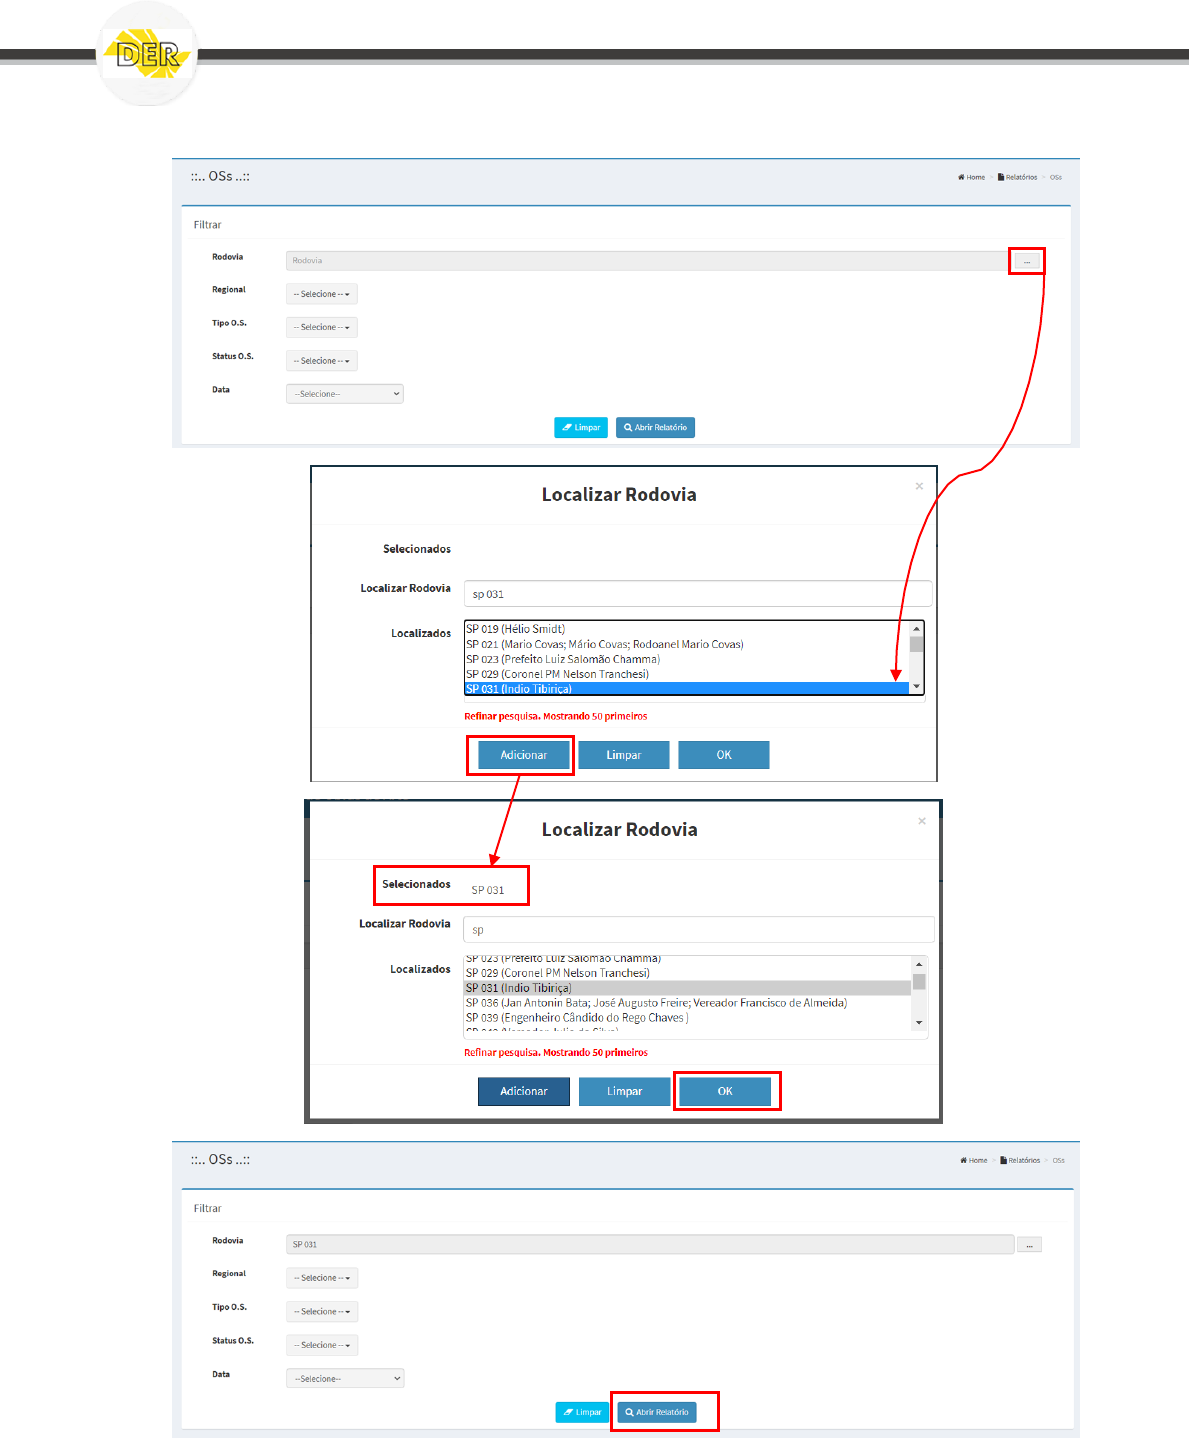 DER
::.. OSs ..::
Home > Relatórios > OSs
Filtrar
Rodovia
Rodovia
...
Regional
-- Selecione --
Tipo O.S.
-- Selecione --
Status O.S.
-- Selecione --
Data
--Selecione--
Limpar
Abrir Relatório
Localizar Rodovia
×
Selecionados
Localizar Rodovia
sp 031
Localizados
SP 019 (Hélio Smidt)
SP 021 (Mario Covas; Mário Covas; Rodoanel Mario Covas)
SP 023 (Prefeito Luiz Salomão Chamma)
SP 029 (Coronel PM Nelson Tranchesi)
SP 031 (Indio Tibiriça)
Refinar pesquisa. Mostrando 50 primeiros
Adicionar
Limpar
OK
Localizar Rodovia
×
Selecionados
SP 031
Localizar Rodovia
sp
Localizados
SP 023 (Prefeito Luiz Salomão Chamma)
SP 029 (Coronel PM Nelson Tranchesi)
SP 031 (Indio Tibiriça)
SP 036 (Jan Antonin Bata; José Augusto Freire; Vereador Francisco de Almeida)
SP 039 (Engenheiro Cândido do Rego Chaves )
Refinar pesquisa. Mostrando 50 primeiros
Adicionar
Limpar
OK
::.. OSs ..::
Home > Relatórios > OSs
Filtrar
Rodovia
SP 031
...
Regional
-- Selecione --
Tipo O.S.
-- Selecione --
Status O.S.
-- Selecione --
Data
--Selecione--
Limpar
Abrir Relatório